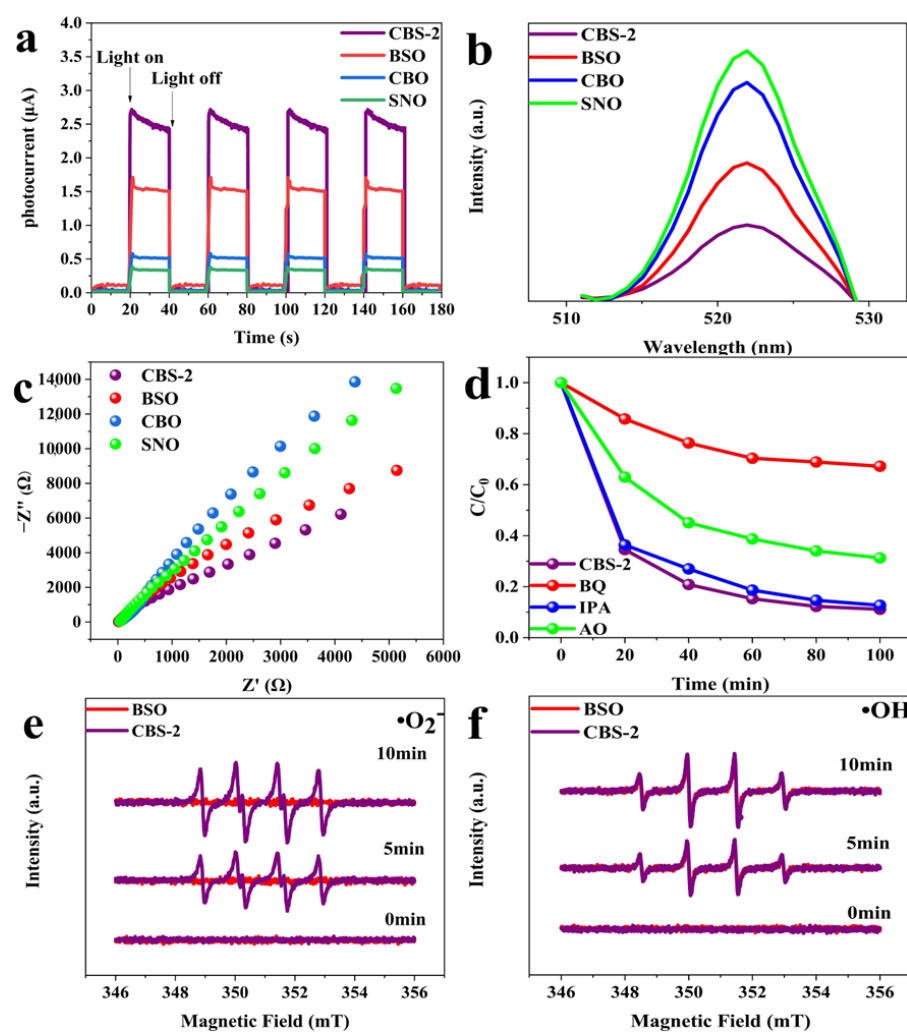 a
photocurrent (μA)
4.0
3.5
3.0
2.5
2.0
1.5
1.0
0.5
0.0
Light on
Light off
CBS-2
BSO
CBO
SNO
0 20 40 60 80 100 120 140 160 180
Time (s)
b
Intensity (a.u.)
CBS-2
BSO
CBO
SNO
510 520 530
Wavelength (nm)
c
−Z'' (Ω)
14000
12000
10000
8000
6000
4000
2000
0
CBS-2
BSO
CBO
SNO
0 1000 2000 3000 4000 5000 6000
Z' (Ω)
d
C/C0
1.0
0.8
0.6
0.4
0.2
0.0
CBS-2
BQ
IPA
AO
0 20 40 60 80 100
Time (min)
e
Intensity (a.u.)
BSO
CBS-2
•O2-
10min
5min
0min
346 348 350 352 354 356
Magnetic Field (mT)
f
Intensity (a.u.)
BSO
CBS-2
•OH
10min
5min
0min
346 348 350 352 354 356
Magnetic Field (mT)